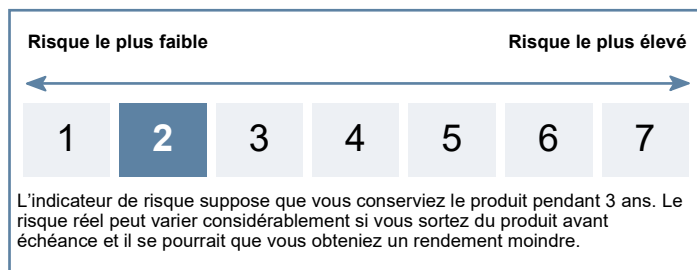 Risque le plus faible Risque le plus élevé
1 2 3 4 5 6 7
L'indicateur de risque suppose que vous conserviez le produit pendant 3 ans. Le
risque réel peut varier considérablement si vous sortez du produit avant
échéance et il se pourrait que vous obteniez un rendement moindre.